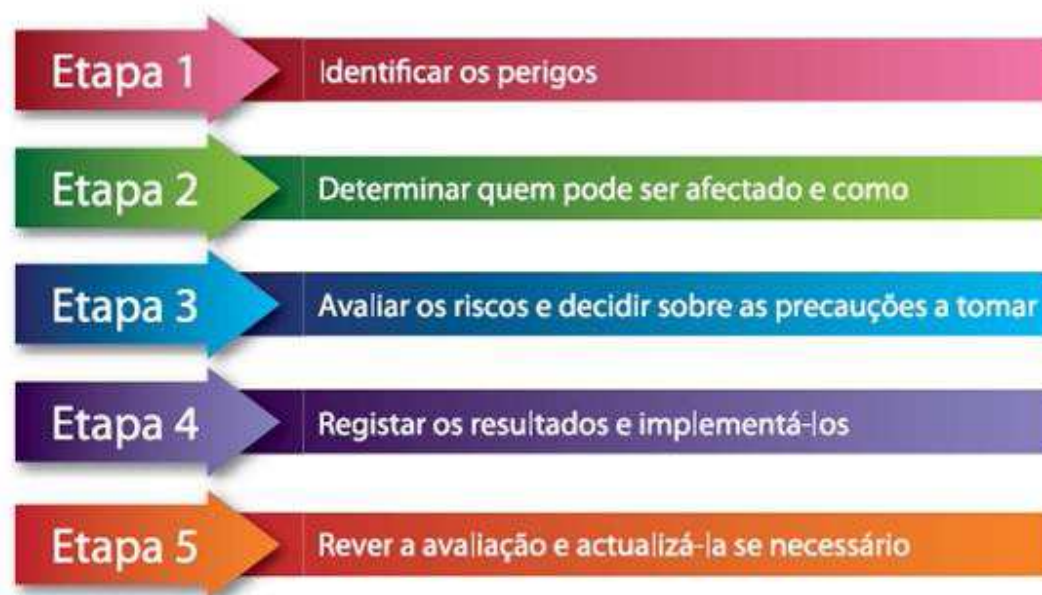 Etapa 1
Identificar os perigos
Etapa 2
Determinar quem pode ser afectado e como
Etapa 3
Avaliar os riscos e decidir sobre as precauções a tomar
Etapa 4
Registar os resultados e implementá-los
Etapa 5
Rever a avaliação e actualizá-la se necessário